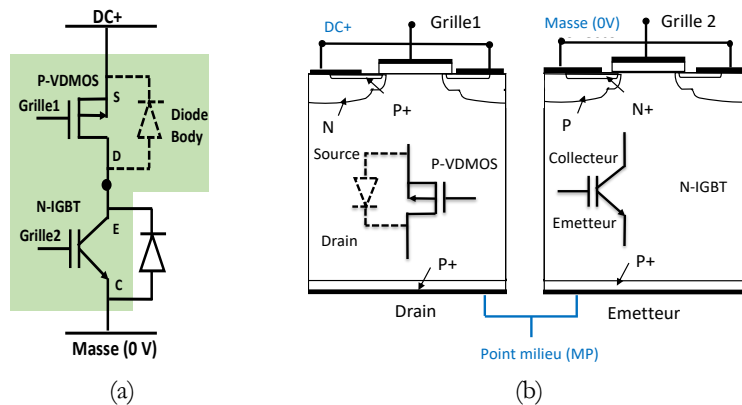 DC+
P-VDMOS
S
Grille1
Diode
Body
D
N-IGBT
E
Grille2
C
Masse (0 V)
(a)
DC+
Grille1
P+
N
Source
P-VDMOS
Drain
P+
Drain
Masse (0V)
Grille 2
N+
P
Collecteur
N-IGBT
Emetteur
P+
Emetteur
Point milieu (MP)
(b)